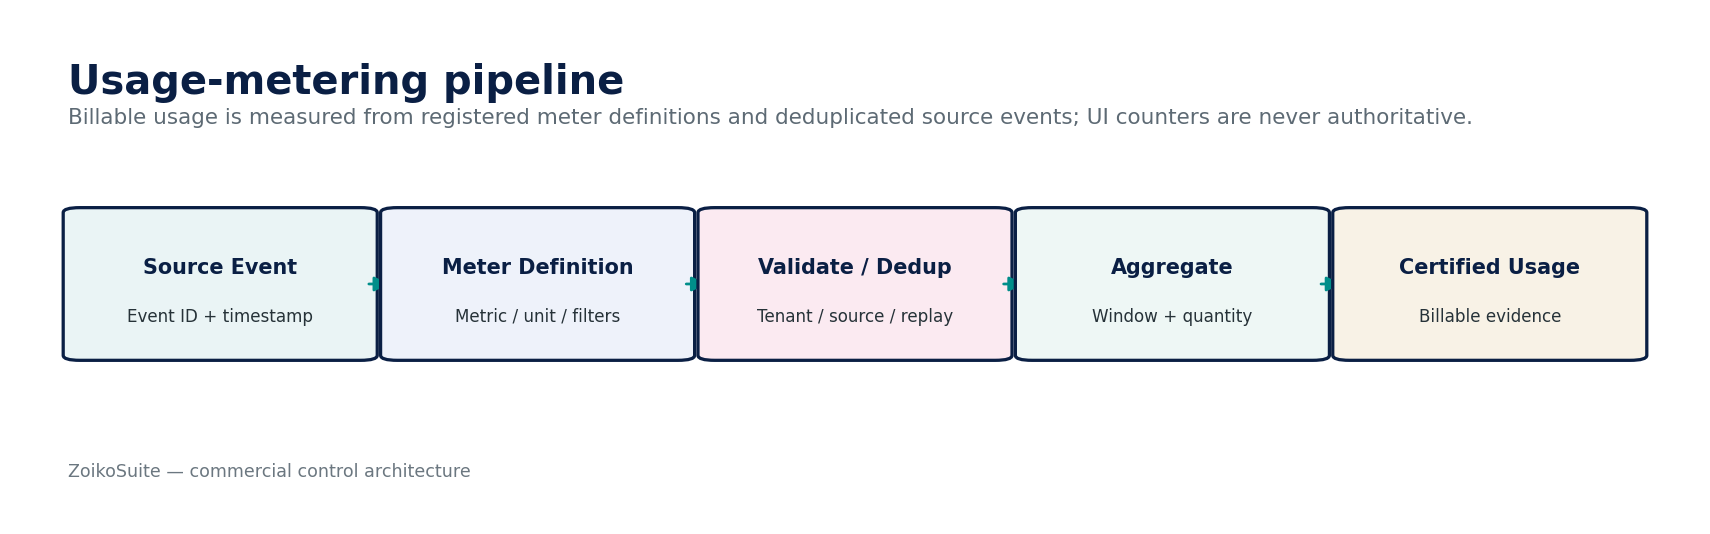 Usage-metering pipeline
Billable usage is measured from registered meter definitions and deduplicated source events; UI counters are never authoritative.
Source Event
Event ID + timestamp
Meter Definition
Metric / unit / filters
Validate / Dedup
Tenant / source / replay
Aggregate
Window + quantity
Certified Usage
Billable evidence
ZoikoSuite — commercial control architecture